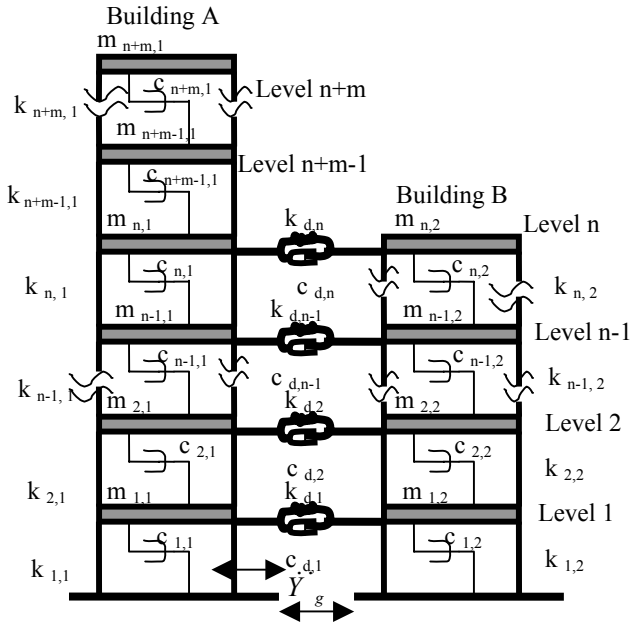 Building A
m n+m,1
c n+m,1
Level n+m
k n+m, 1
m n+m-1,1
Level n+m-1
c n+m-1,1
k n+m-1,1
Building B
m n,1
k d,n
m n,2
Level n
c n,1
c n,2
k n, 1
c d,n
k n, 2
m n-1,1
k d,n-1
m n-1,2
Level n-1
c n-1,1
c n-1,2
k n-1, 1
c d,n-1
k n-1, 2
m 2,1
k d,2
m 2,2
Level 2
c 2,1
c 2,2
c d,2
k 2,2
k 2,1
m 1,1
k d,1
m 1,2
Level 1
c 1,1
c 1,2
c d,1
k 1,1
k 1,2
Ÿ g